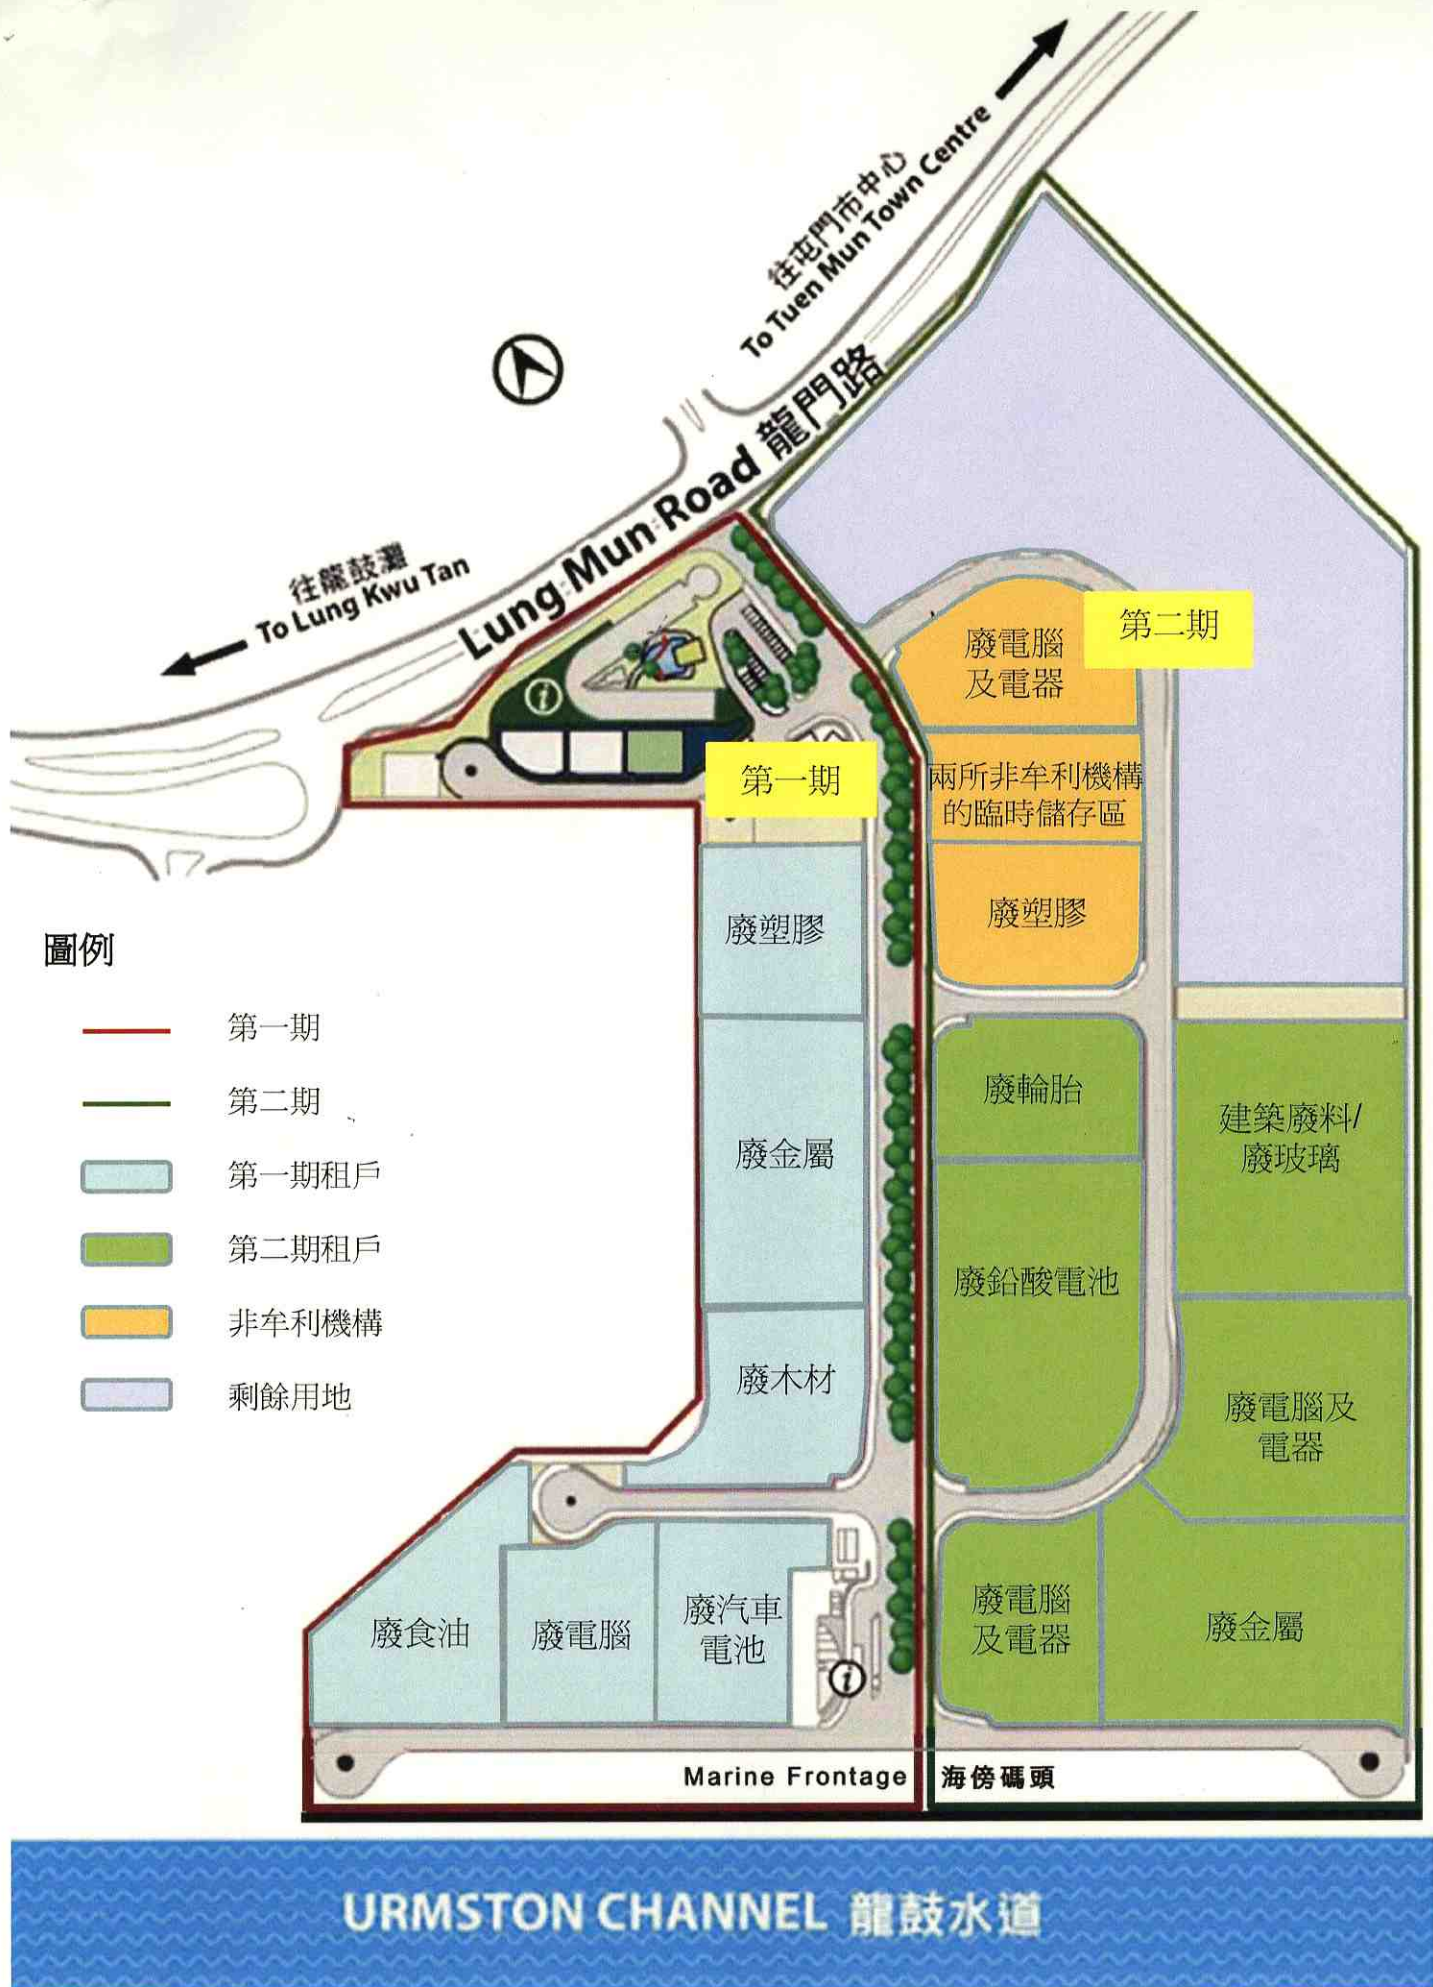 往屯門市中心
To Tuen Mun Town Centre
Lung Mun Road 龍門路
往龍鼓灘
To Lung Kwu Tan
i
第一期
第二期
廢電腦
及電器
兩所非牟利機構
的臨時儲存區
廢塑膠
廢塑膠
廢金屬
廢木材
廢輪胎
廢鉛酸電池
建築廢料/
廢玻璃
廢電腦及
電器
廢食油
廢電腦
廢汽車
電池
i
廢電腦
及電器
廢金屬
圖例
第一期
第二期
第一期租戶
第二期租戶
非牟利機構
剩餘用地
Marine Frontage 海傍碼頭
URMSTON CHANNEL 龍鼓水道